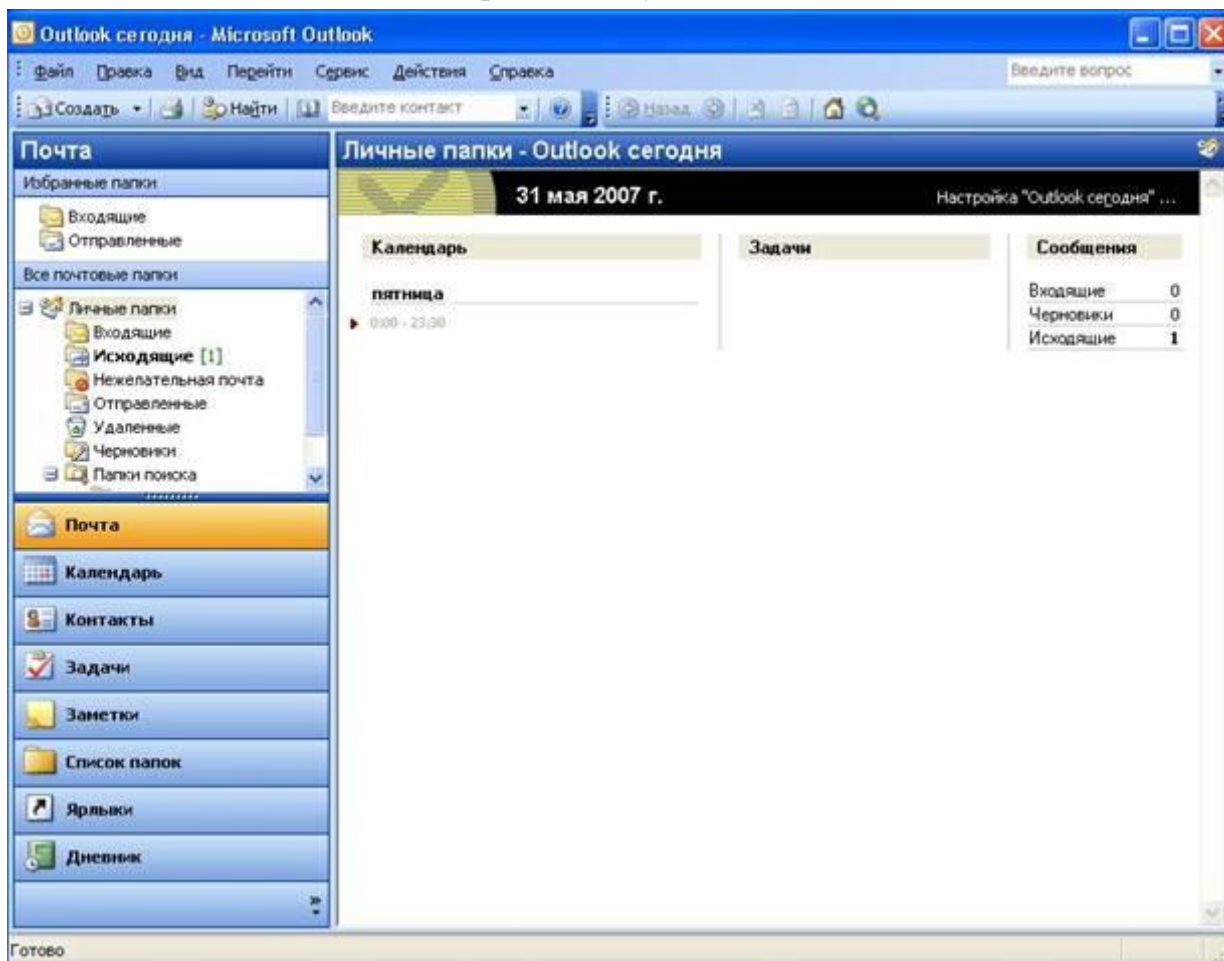 Outlook сегодня - Microsoft Outlook
Файл Правка Вид Перейти Сервис Действия Справка Введите вопрос
Создать Найти Введите контакт Назад
Почта
Личные папки - Outlook сегодня
Избранные папки
31 мая 2007 г. Настройка "Outlook сегодня" ...
Входящие
Отправленные
Календарь Задачи Сообщения
Все почтовые папки
пятница Входящие 0
Личные папки
0:00 - 23:30 Черновики 0
Входящие
Исходящие 1
Исходящие [1]
Нежелательная почта
Отправленные
Удаленные
Черновики
Папки поиска
Почта
Календарь
Контакты
Задачи
Заметки
Список папок
Ярлыки
Дневник
Готово